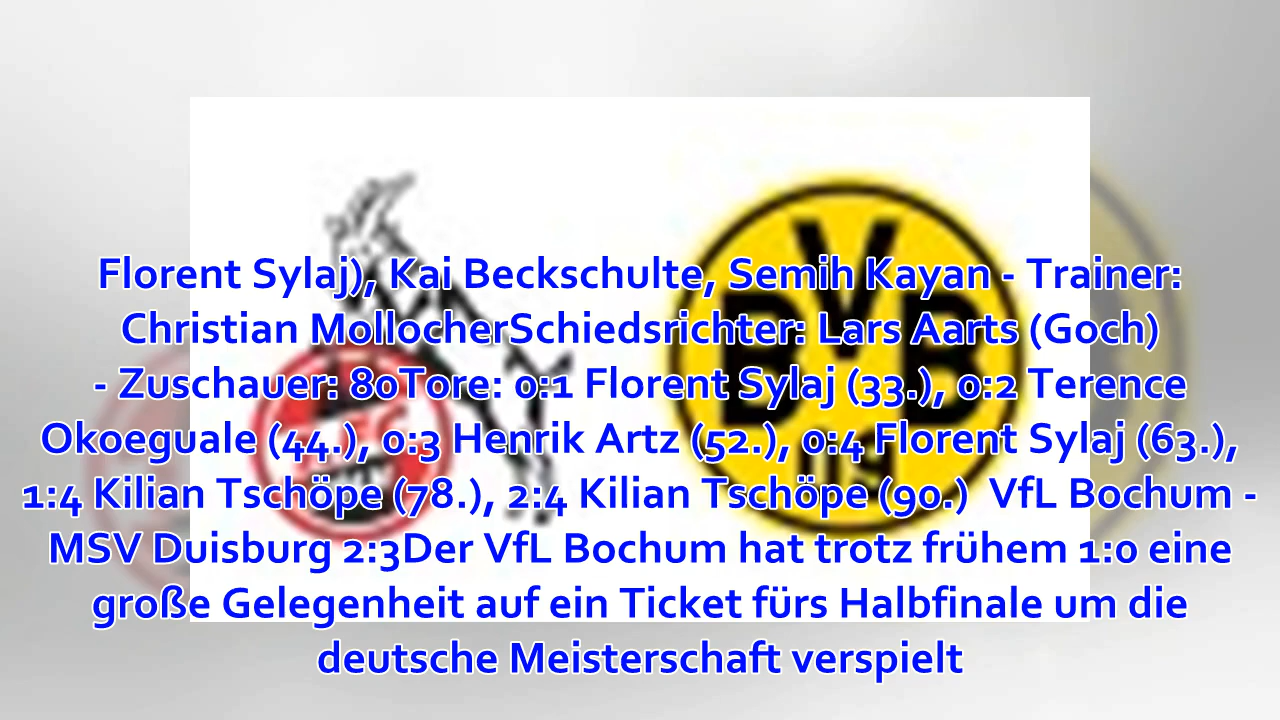 Florent Sylaj), Kai Beckschulte, Semih Kayan - Trainer:
Christian MollocherSchiedsrichter: Lars Aarts (Goch)
- Zuschauer: 80Tore: 0:1 Florent Sylaj (33.), 0:2 Terence
Okoeguale (44.), 0:3 Henrik Artz (52.), 0:4 Florent Sylaj (63.),
1:4 Kilian Tschöpe (78.), 2:4 Kilian Tschöpe (90.) VfL Bochum -
MSV Duisburg 2:3Der VfL Bochum hat trotz frühem 1:0 eine
große Gelegenheit auf ein Ticket fürs Halbfinale um die
deutsche Meisterschaft verspielt
BVB
09